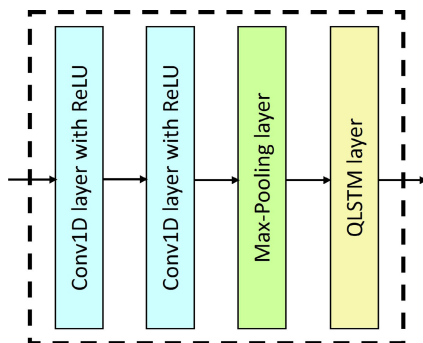 Conv1D layer with ReLU
Conv1D layer with ReLU
Max-Pooling layer
QLSTM layer